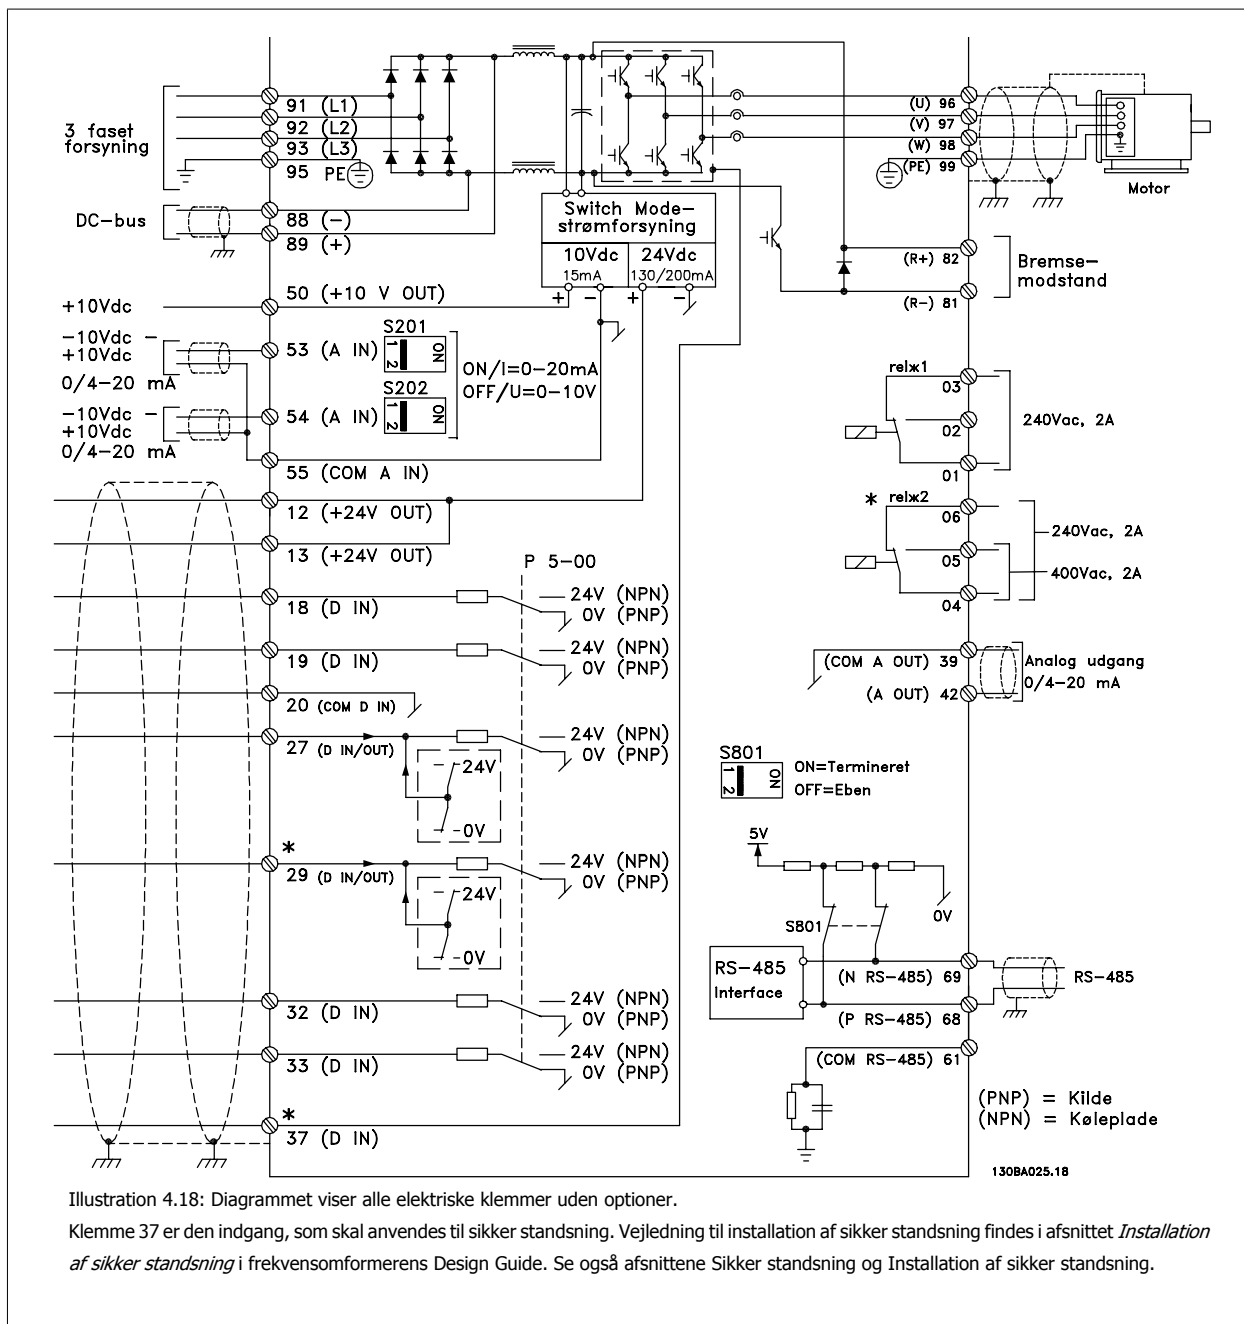 3 faset
forsyning
91 (L1)
92 (L2)
93 (L3)
95 PE
DC-bus
88 (-)
89 (+)
Switch Mode-
strømforsyning
10Vdc
15mA
24Vdc
130/200mA
+ - + -
(U) 96
(V) 97
(W) 98
(PE) 99
Motor
(R+) 82
(R-) 81
Bremse-
modstand
+10Vdc
50 (+10 V OUT)
-10Vdc -
+10Vdc
0/4-20 mA
53 (A IN)
S201
1 2 ON
ON/I=0-20mA
OFF/U=0-10V
S202
1 2 ON
-10Vdc -
+10Vdc
0/4-20 mA
54 (A IN)
55 (COM A IN)
12 (+24V OUT)
13 (+24V OUT)
relж1
03
02
01
240Vac, 2A
* relж2
06
05
04
240Vac, 2A
400Vac, 2A
P 5-00
18 (D IN)
24V (NPN)
0V (PNP)
19 (D IN)
24V (NPN)
0V (PNP)
20 (COM D IN)
27 (D IN/OUT)
24V (NPN)
0V (PNP)
24V
0V
*
29 (D IN/OUT)
24V (NPN)
0V (PNP)
24V
0V
32 (D IN)
24V (NPN)
0V (PNP)
33 (D IN)
24V (NPN)
0V (PNP)
*
37 (D IN)
(COM A OUT) 39
(A OUT) 42
Analog udgang
0/4-20 mA
S801
1 2 ON
ON=Termineret
OFF=Eben
5V
S801
0V
RS-485
Interface
(N RS-485) 69
(P RS-485) 68
RS-485
(COM RS-485) 61
(PNP) = Kilde
(NPN) = Køleplade
130BA025.18
Illustration 4.18: Diagrammet viser alle elektriske klemmer uden optioner.
Klemme 37 er den indgang, som skal anvendes til sikker standsning. Vejledning til installation af sikker standsning findes i afsnittet Installation
af sikker standsning i frekvensomformerens Design Guide. Se også afsnittene Sikker standsning og Installation af sikker standsning.